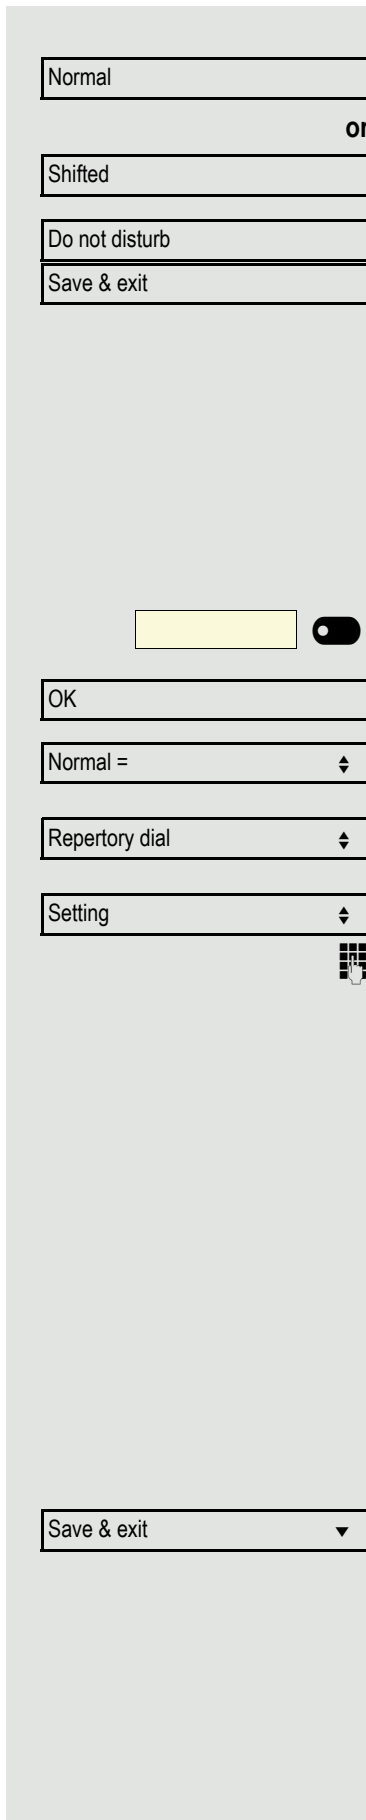 Normal
or
Shifted
Do not disturb
Save & exit
OK
Normal =
Repertory dial
Setting
Save & exit